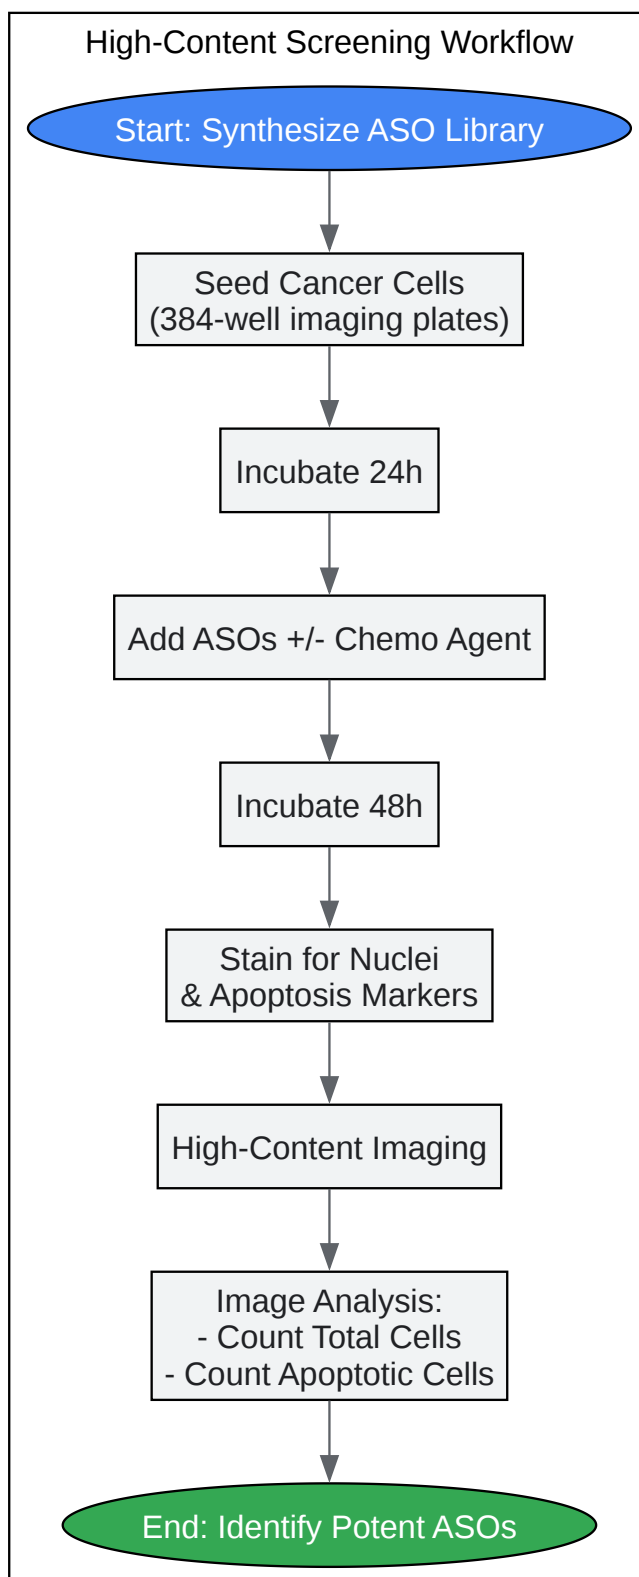 High-Content Screening Workflow
Start: Synthesize ASO Library
Seed Cancer Cells
(384-well imaging plates)
Incubate 24h
Add ASOs +/- Chemo Agent
Incubate 48h
Stain for Nuclei
& Apoptosis Markers
High-Content Imaging
Image Analysis:
- Count Total Cells
- Count Apoptotic Cells
End: Identify Potent ASOs